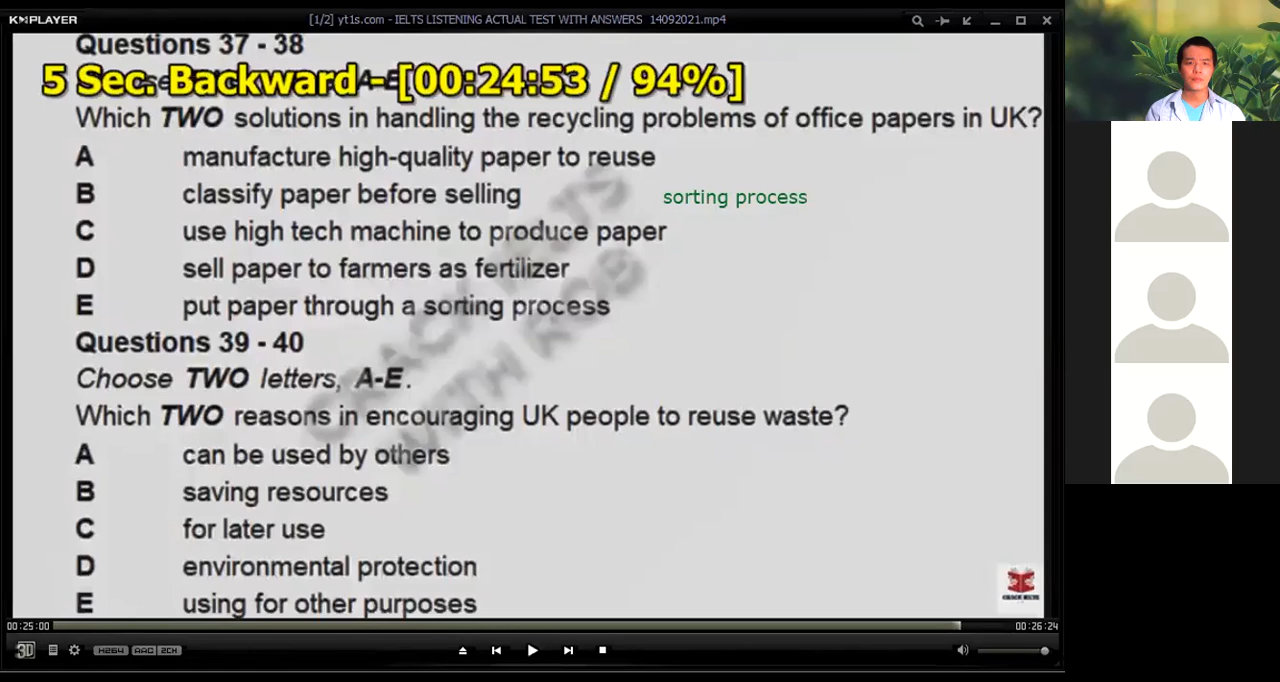 KMPLAYER
[1/2] yt1s.com - IELTS LISTENING ACTUAL TEST WITH ANSWERS 14092021.mp4
Questions 37 - 38
5 Sec. Backward - [00:24:53 / 94%]
Which TWO solutions in handling the recycling problems of office papers in UK?
A manufacture high-quality paper to reuse
B classify paper before selling
sorting process
C use high tech machine to produce paper
D sell paper to farmers as fertilizer
E put paper through a sorting process
CRACK IELTS
WITH ROB
Questions 39 - 40
Choose TWO letters, A-E.
Which TWO reasons in encouraging UK people to reuse waste?
A can be used by others
B saving resources
C for later use
D environmental protection
E using for other purposes
00:25:00
00:26:24
3D
H264 AAC 2CH